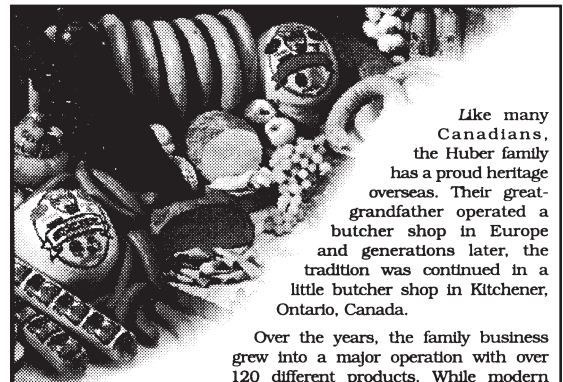 Like many
Canadians,
the Huber family
has a proud heritage
overseas. Their great-
grandfather operated a
butcher shop in Europe
and generations later, the
tradition was continued in a
little butcher shop in Kitchener,
Ontario, Canada.
Over the years, the family business
grew into a major operation with over
120 different products. While modern